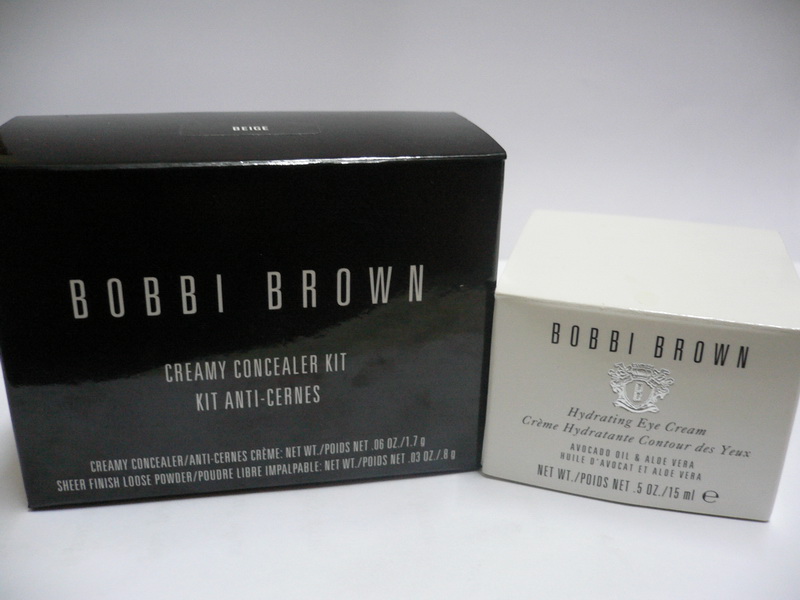 BEIGE
BOBBI BROWN
CREAMY CONCEALER KIT
KIT ANTI-CERNES
CREAMY CONCEALER/ANTI-CERNES CRÈME: NET WT./POIDS NET .06 OZ./1.7 g
SHEER FINISH LOOSE POWDER/POUDRE LIBRE IMPALPABLE: NET WT./POIDS NET .03 OZ./.8 g
BOBBI BROWN
B
Hydrating Eye Cream
Crème Hydratante Contour des Yeux
AVOCADO OIL & ALOE VERA
HUILE D'AVOCAT ET ALOE VERA
NET WT./POIDS NET .5 OZ./15 ml ℮